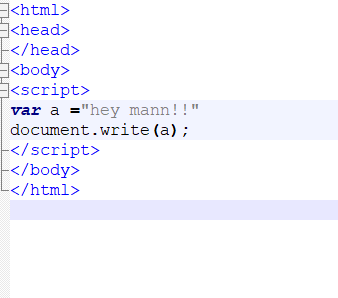 <html>
<head>
</head>
<body>
<script>
var a ="hey mann!!"
document.write(a);
</script>
</body>
</html>